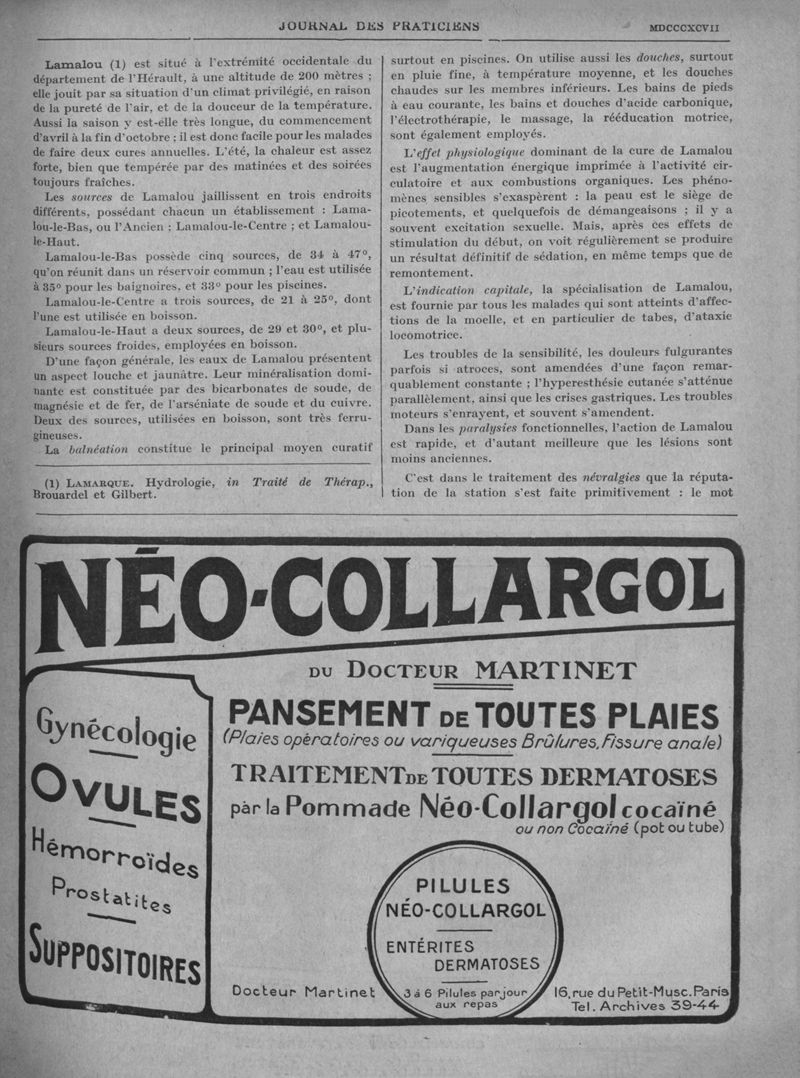 JOURNAL DES PRATICIENS
MDCCCXCVII
Lamalou (1) est situé à l'extrémité occidentale du
département de l'Hérault, à une altitude de 200 mètres ;
elle jouit par sa situation d'un climat privilégié, en raison
de la pureté de l'air, et de la douceur de la température.
Aussi la saison y est-elle très longue, du commencement
d'avril à la fin d'octobre ; il est donc facile pour les malades
de faire deux cures annuelles. L'été, la chaleur est assez
forte, bien que tempérée par des matinées et des soirées
toujours fraîches.
Les sources de Lamalou jaillissent en trois endroits
différents, possédant chacun un établissement : Lama-
lou-le-Bas, ou l'Ancien ; Lamalou-le-Centre ; et Lamalou-
le-Haut.
Lamalou-le-Bas possède cinq sources, de 34 à 47°,
qu'on réunit dans un réservoir commun ; l'eau est utilisée
à 35° pour les baignoires, et 33° pour les piscines.
Lamalou-le-Centre a trois sources, de 21 à 25°, dont
l'une est utilisée en boisson.
Lamalou-le-Haut a deux sources, de 29 et 30°, et plu-
sieurs sources froides, employées en boisson.
D'une façon générale, les eaux de Lamalou présentent
un aspect louche et jaunâtre. Leur minéralisation domi-
nante est constituée par des bicarbonates de soude, de
magnésie et de fer, de l'arséniate de soude et du cuivre.
Deux des sources, utilisées en boisson, sont très ferru-
gineuses.
La balnéation constitue le principal moyen curatif
(1) LAMARQUE. Hydrologie, in Traité de Thérap.,
Brouardel et Gilbert.
surtout en piscines. On utilise aussi les douches, surtout
en pluie fine, à température moyenne, et les douches
chaudes sur les membres inférieurs. Les bains de pieds
à eau courante, les bains et douches d'acide carbonique,
l'électrothérapie, le massage, la rééducation motrice,
sont également employés.
L'effet physiologique dominant de la cure de Lamalou
est l'augmentation énergique imprimée à l'activité cir-
culatoire et aux combustions organiques. Les phéno-
mènes sensibles s'exaspèrent : la peau est le siège de
picotements, et quelquefois de démangeaisons ; il y a
souvent excitation sexuelle. Mais, après ces effets de
stimulation du début, on voit régulièrement se produire
un résultat définitif de sédation, en même temps que de
remontement.
L'indication capitale, la spécialisation de Lamalou,
est fournie par tous les malades qui sont atteints d'affec-
tions de la moelle, et en particulier de tabes, d'ataxie
locomotrice.
Les troubles de la sensibilité, les douleurs fulgurantes
parfois si atroces, sont amendées d'une façon remar-
quablement constante ; l'hyperesthésie cutanée s'atténue
parallèlement, ainsi que les crises gastriques. Les troubles
moteurs s'enrayent, et souvent s'amendent.
Dans les paralysies fonctionnelles, l'action de Lamalou
est rapide, et d'autant meilleure que les lésions sont
moins anciennes.
C'est dans le traitement des névralgies que la réputa-
tion de la station s'est faite primitivement : le mot
NÉO-COLLARGOL
DU DOCTEUR MARTINET
Gynécologie
OVULES
Hémorroïdes
Prostatites
SUPPOSITOIRES
PANSEMENT DE TOUTES PLAIES
(Plaies opèratoires ou variqueuses Brûlures, Fissure anale)
TRAITEMENT DE TOUTES DERMATOSES
pàr la Pommade Néo-Collargol cocaïné
ou non Cocaïné (pot ou tube)
PILULES
NÉO-COLLARGOL
ENTÉRITES
DERMATOSES
3 à 6 Pilules par jour
aux repas
Docteur Martinet
16, rue du Petit-Musc. Paris
Tel. Archives 39-44